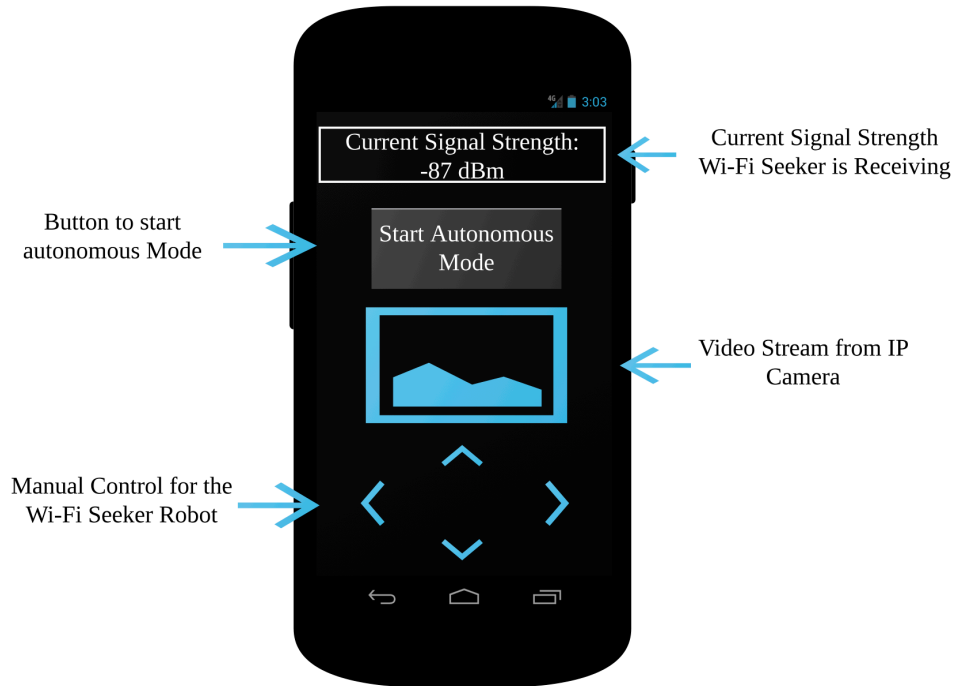 4G 3:03
Current Signal Strength:
-87 dBm
Current Signal Strength
Wi-Fi Seeker is Receiving
Button to start
autonomous Mode
Start Autonomous
Mode
Video Stream from IP
Camera
Manual Control for the
Wi-Fi Seeker Robot